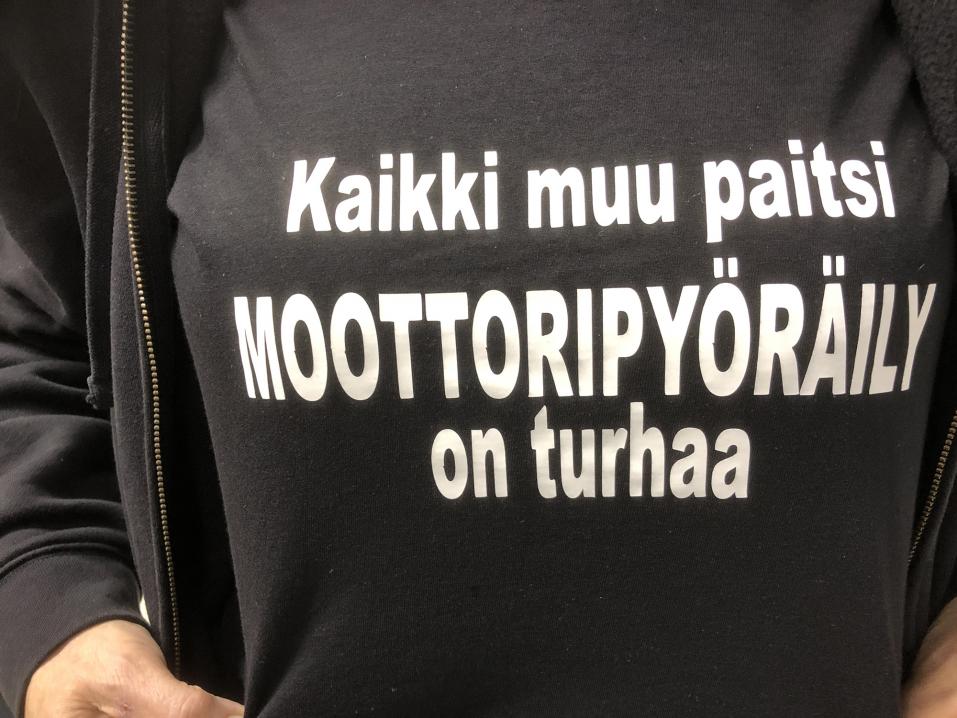 Kaikki muu paitsi
MOOTTORIPYÖRÄILY
on turhaa